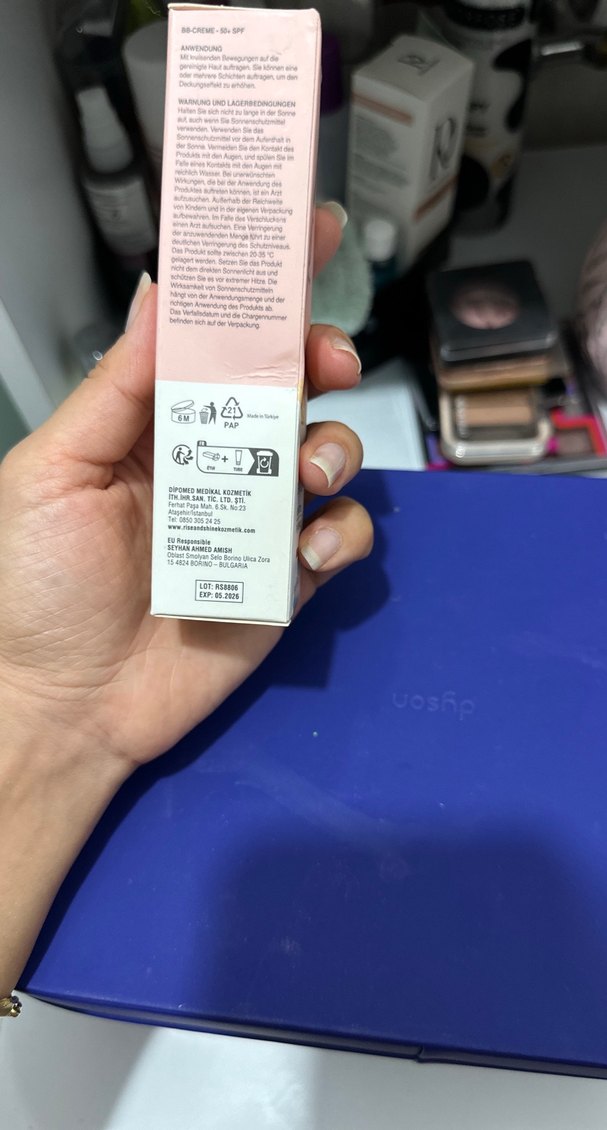 BB-CREME - 50+ SPF
ANWENDUNG
Mit kreisenden Bewegungen auf die
gereinigte Haut auftragen. Sie können eine
oder mehrere Schichten auftragen, um den
Deckungseffekt zu erhöhen.
WARNUNG UND LAGERBEDINGUNGEN
Halten Sie sich nicht zu lange in der Sonne
auf, auch wenn Sie Sonnenschutzmittel
verwenden. Verwenden Sie das
Sonnenschutzmittel vor dem Aufenthalt in
der Sonne. Vermeiden Sie den Kontakt des
Produkts mit den Augen, und spülen Sie im
Falle eines Kontakts mit den Augen mit
reichlich Wasser. Bei unerwünschten
Wirkungen, die bei der Anwendung des
Produktes auftreten können, ist ein Arzt
aufzusuchen. Außerhalb der Reichweite
von Kindern und in der eigenen Verpackung
aufbewahren. Im Falle des Verschluckens
einen Arzt aufsuchen. Eine Verringerung
der anzuwendenden Menge führt zu einer
deutlichen Verringerung des Schutzniveaus.
Das Produkt sollte zwischen 20-35 °C
gelagert werden. Setzen Sie das Produkt
nicht dem direkten Sonnenlicht aus und
schützen Sie es vor extremer Hitze. Die
Wirksamkeit von Sonnenschutzmitteln
hängt von der Anwendungsmenge und der
richtigen Anwendung des Produkts ab.
Das Verfallsdatum und die Chargennummer
befinden sich auf der Verpackung.
6M
21
PAP
Made in Türkiye
FR
ÉTUI
+
TUBE
DİPOMED MEDİKAL KOZMETİK
İTH.İHR.SAN. TİC. LTD. ŞTİ.
Ferhat Paşa Mah. 6.Sk. No:23
Ataşehir/İstanbul
Tel: 0850 305 24 25
www.riseandshinekozmetik.com
EU Responsible
SEYHAN AHMED AMISH
Oblast Smolyan Selo Borino Ulica Zora
15 4824 BORINO – BULGARIA
LOT: RS8806
EXP: 05.2026
dyson